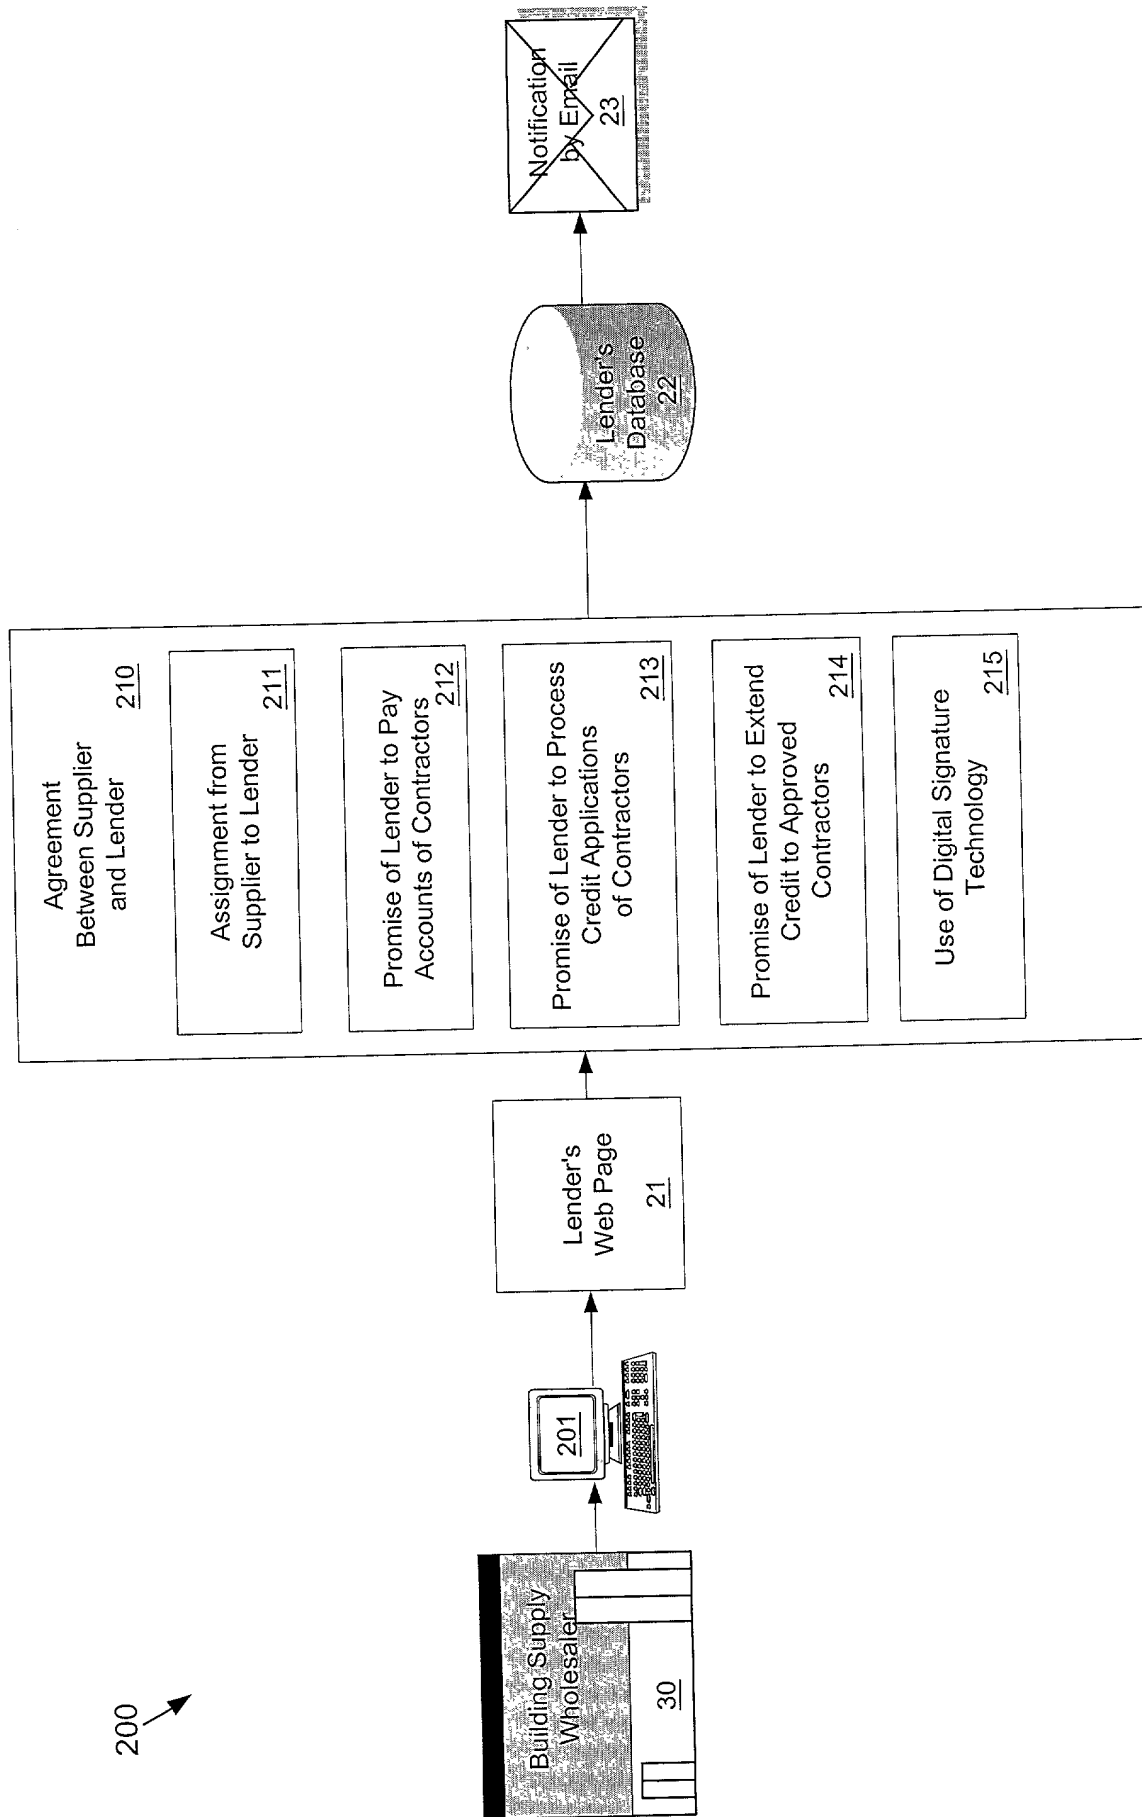 200
Building Supply
Wholesaler
30
201
Lender's
Web Page
21
Agreement
Between Supplier
and Lender
210
Assignment from
Supplier to Lender
211
Promise of Lender to Pay
Accounts of Contractors
212
Promise of Lender to Process
Credit Applications
of Contractors
213
Promise of Lender to Extend
Credit to Approved
Contractors
214
Use of Digital Signature
Technology
215
Lender's
Database
22
Notification
by Email
23